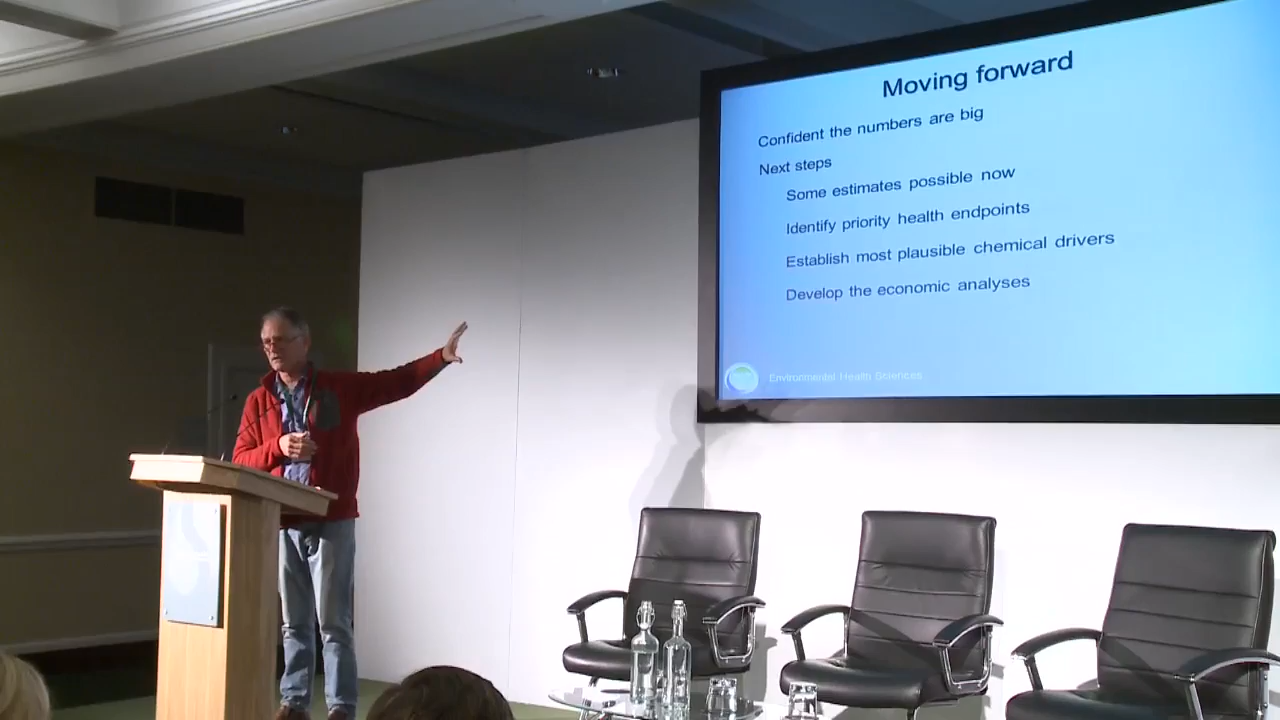 Moving forward
Confident the numbers are big
Next steps
Some estimates possible now
Identify priority health endpoints
Establish most plausible chemical drivers
Develop the economic analyses
Environmental Health Sciences